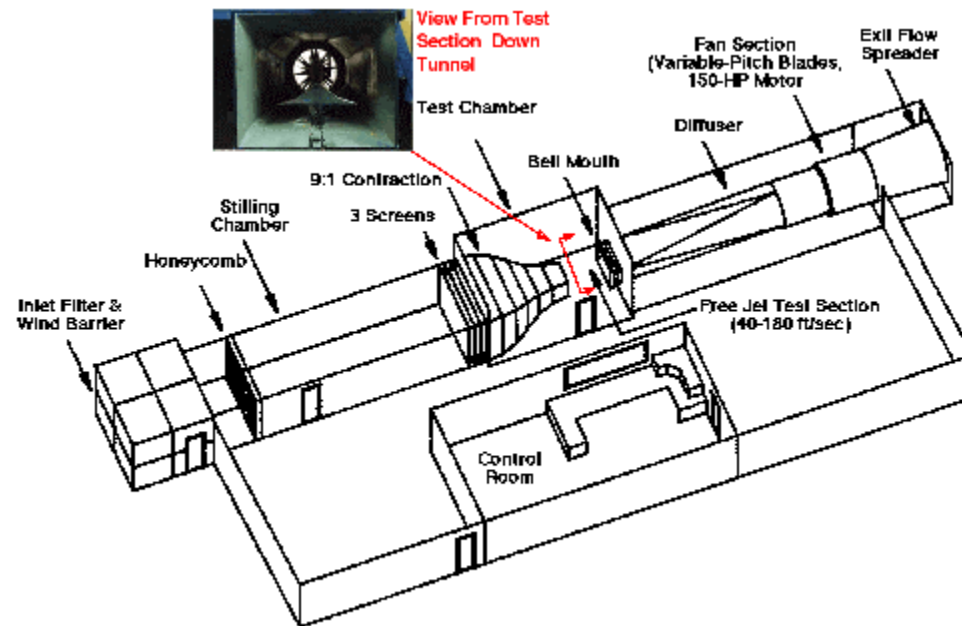 View From Test
Section Down
Tunnel
Test Chamber
Fan Section
(Variable-Pitch Blades,
150-HP Motor
Exit Flow
Spreader
Diffuser
Bell Mouth
9:1 Contraction
3 Screens
Stilling
Chamber
Honeycomb
Inlet Filter &
Wind Barrier
Free Jet Test Section
(40-180 ft/sec)
Control
Room